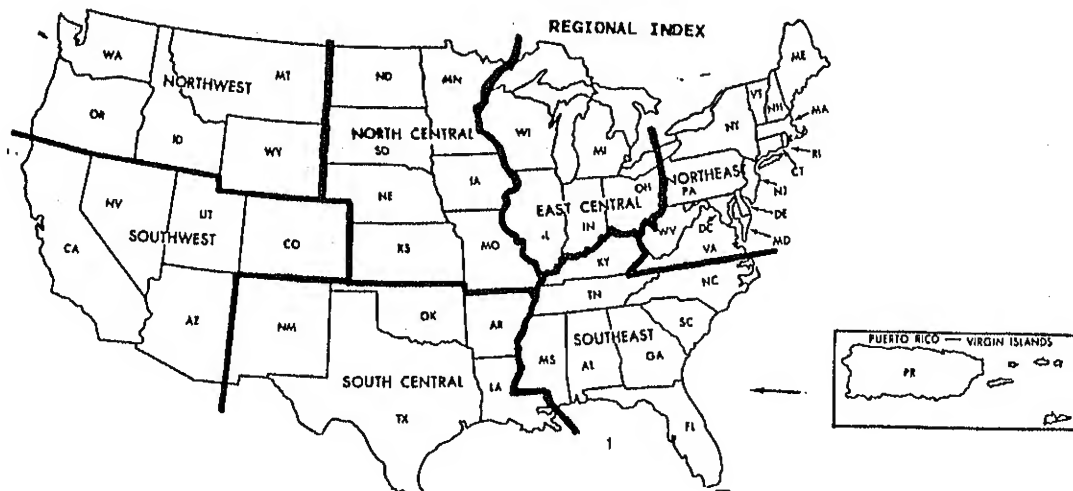 REGIONAL INDEX
WA
MT
ND
MN
ME
NORTHWEST
VT
NH
MA
OR
ID
WY
NORTH CENTRAL
SD
WI
MI
NY
RI
CT
NORTHEAST
PA
NJ
IA
NE
OH
EAST CENTRAL
IL
IN
NV
UT
SOUTHWEST
CO
KS
MO
WV
DC
DE
MD
VA
CA
KY
NC
TN
AZ
NM
OK
AR
SOUTHEAST
SC
PUERTO RICO — VIRGIN ISLANDS
PR
MS
AL
GA
SOUTH CENTRAL
LA
TX
FL
1